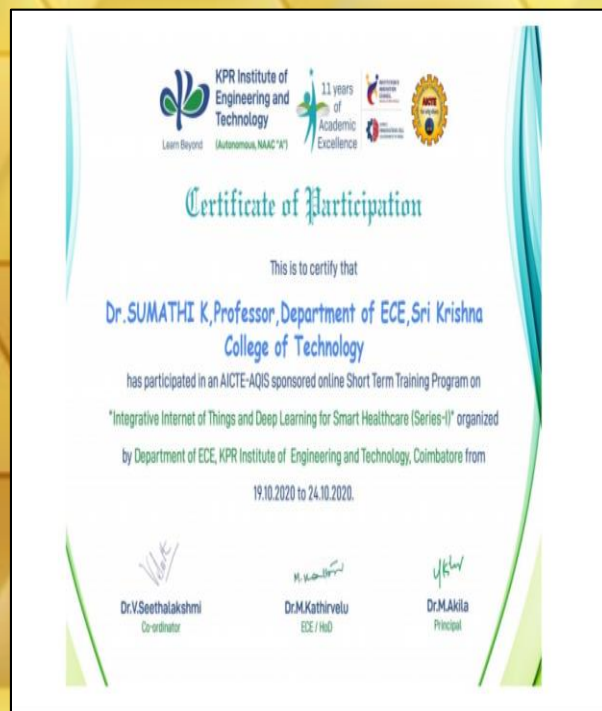 KPR Institute of
Engineering and
Technology
Learn Beyond
(Autonomous, NAAC "A")
11 years
of
Academic
Excellence
AICTE
Certificate of Participation
This is to certify that
Dr.SUMATHI K,Professor,Department of ECE,Sri Krishna
College of Technology
has participated in an AICTE-AQIS sponsored online Short Term Training Program on
"Integrative Internet of Things and Deep Learning for Smart Healthcare (Series-I)" organized
by Department of ECE, KPR Institute of Engineering and Technology, Coimbatore from
19.10.2020 to 24.10.2020.
Dr.V.Seethalakshmi
Co-ordinator
Dr.M.Kathirvelu
ECE / HoD
Dr.M.Akila
Principal